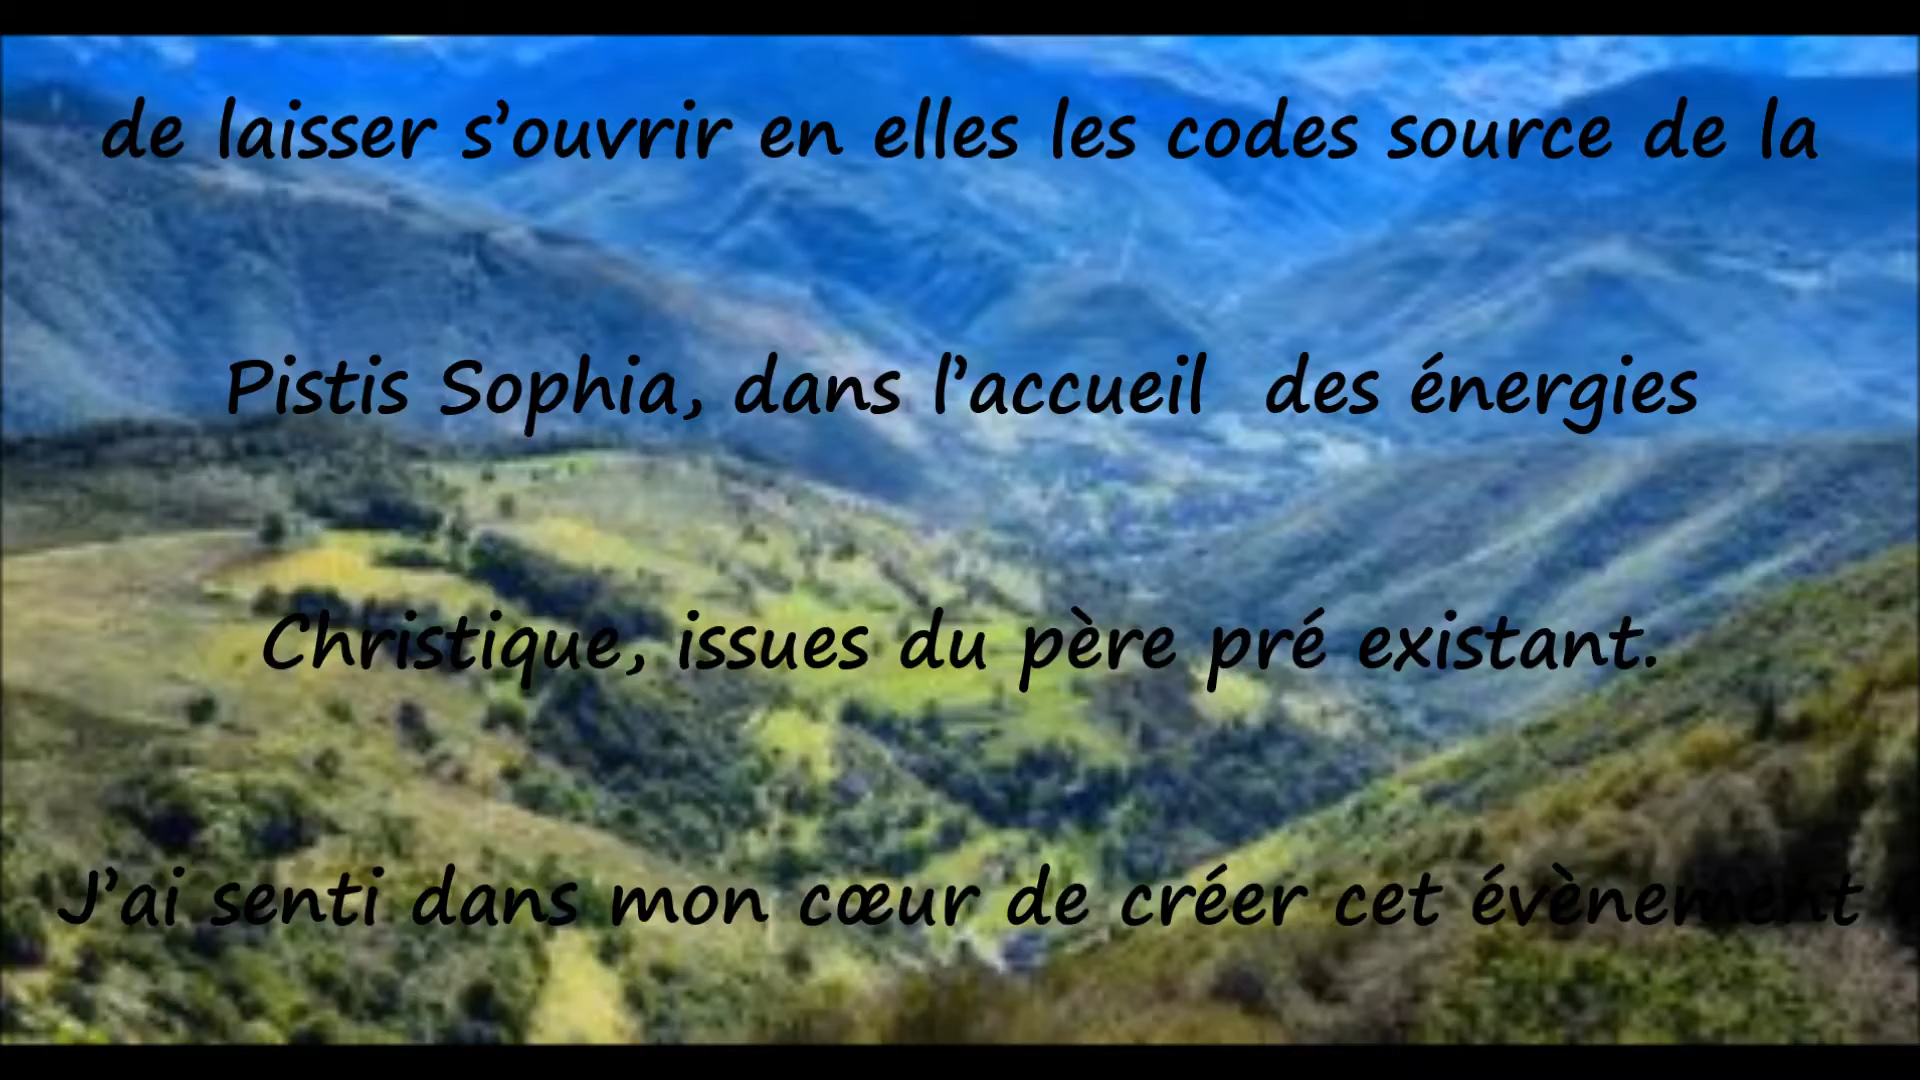 de laisser s’ouvrir en elles les codes source de la
Pistis Sophia, dans l’accueil  des énergies
Christique, issues du père pré existant.
J’ai senti dans mon cœur de créer cet évènement